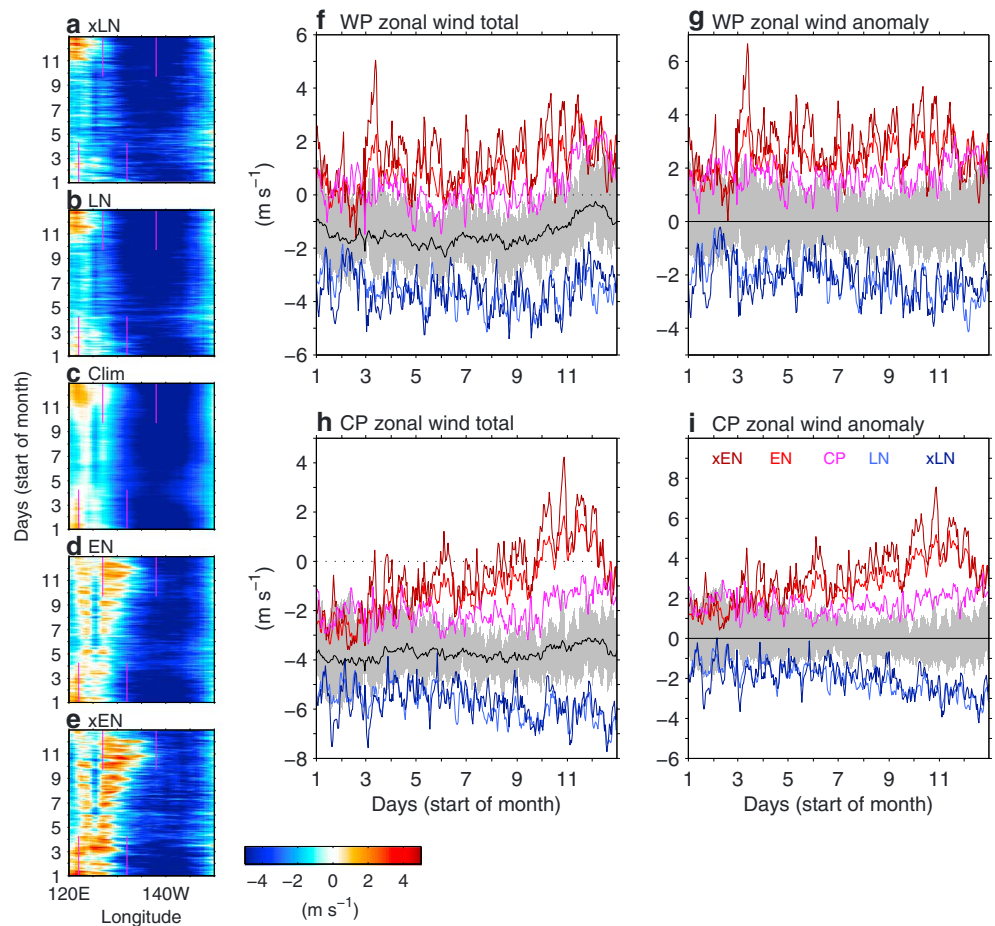 a xLN
11
9
7
5
3
1
b LN
11
9
7
5
3
1
c Clim
11
9
7
5
3
1
d EN
11
9
7
5
3
1
e xEN
11
9
7
5
3
1
120E 140W
Longitude
Days (start of month)
f WP zonal wind total
6
4
2
0
−2
−4
−6
(m s−1)
1 3 5 7 9 11
g WP zonal wind anomaly
6
4
2
0
−2
−4
1 3 5 7 9 11
h CP zonal wind total
4
2
0
−2
−4
−6
−8
(m s−1)
1 3 5 7 9 11
Days (start of month)
i CP zonal wind anomaly
xEN EN CP LN xLN
8
6
4
2
0
−2
−4
−6
1 3 5 7 9 11
Days (start of month)
−4 −2 0 2 4
(m s−1)